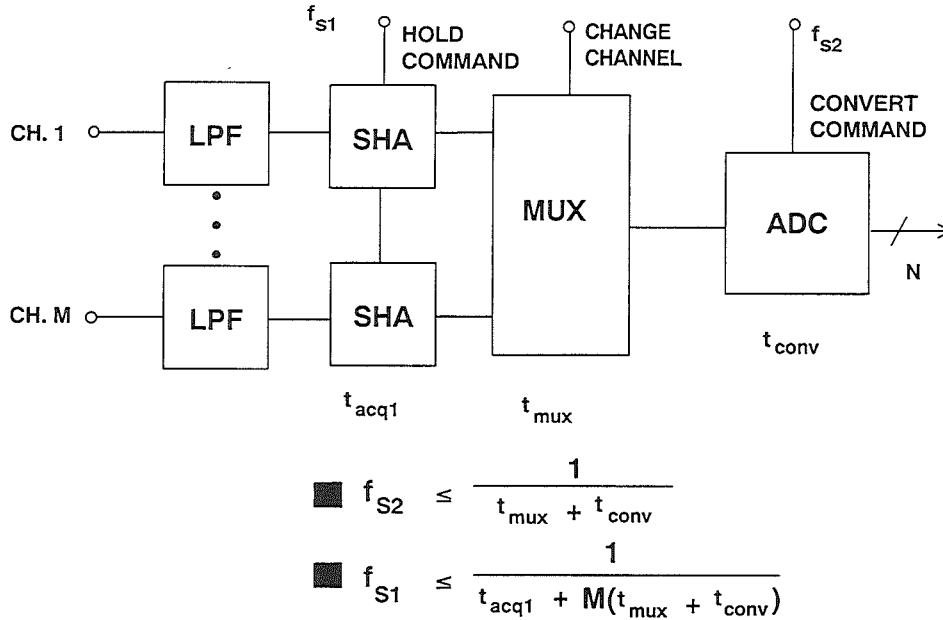 f_S1
HOLD
COMMAND
CHANGE
CHANNEL
f_S2
CONVERT
COMMAND
CH. 1
LPF
SHA
MUX
ADC
N
CH. M
LPF
SHA
t_conv
t_acq1
t_mux
■ f_S2 ≤ 1 / (t_mux + t_conv)
■ f_S1 ≤ 1 / (t_acq1 + M(t_mux + t_conv))